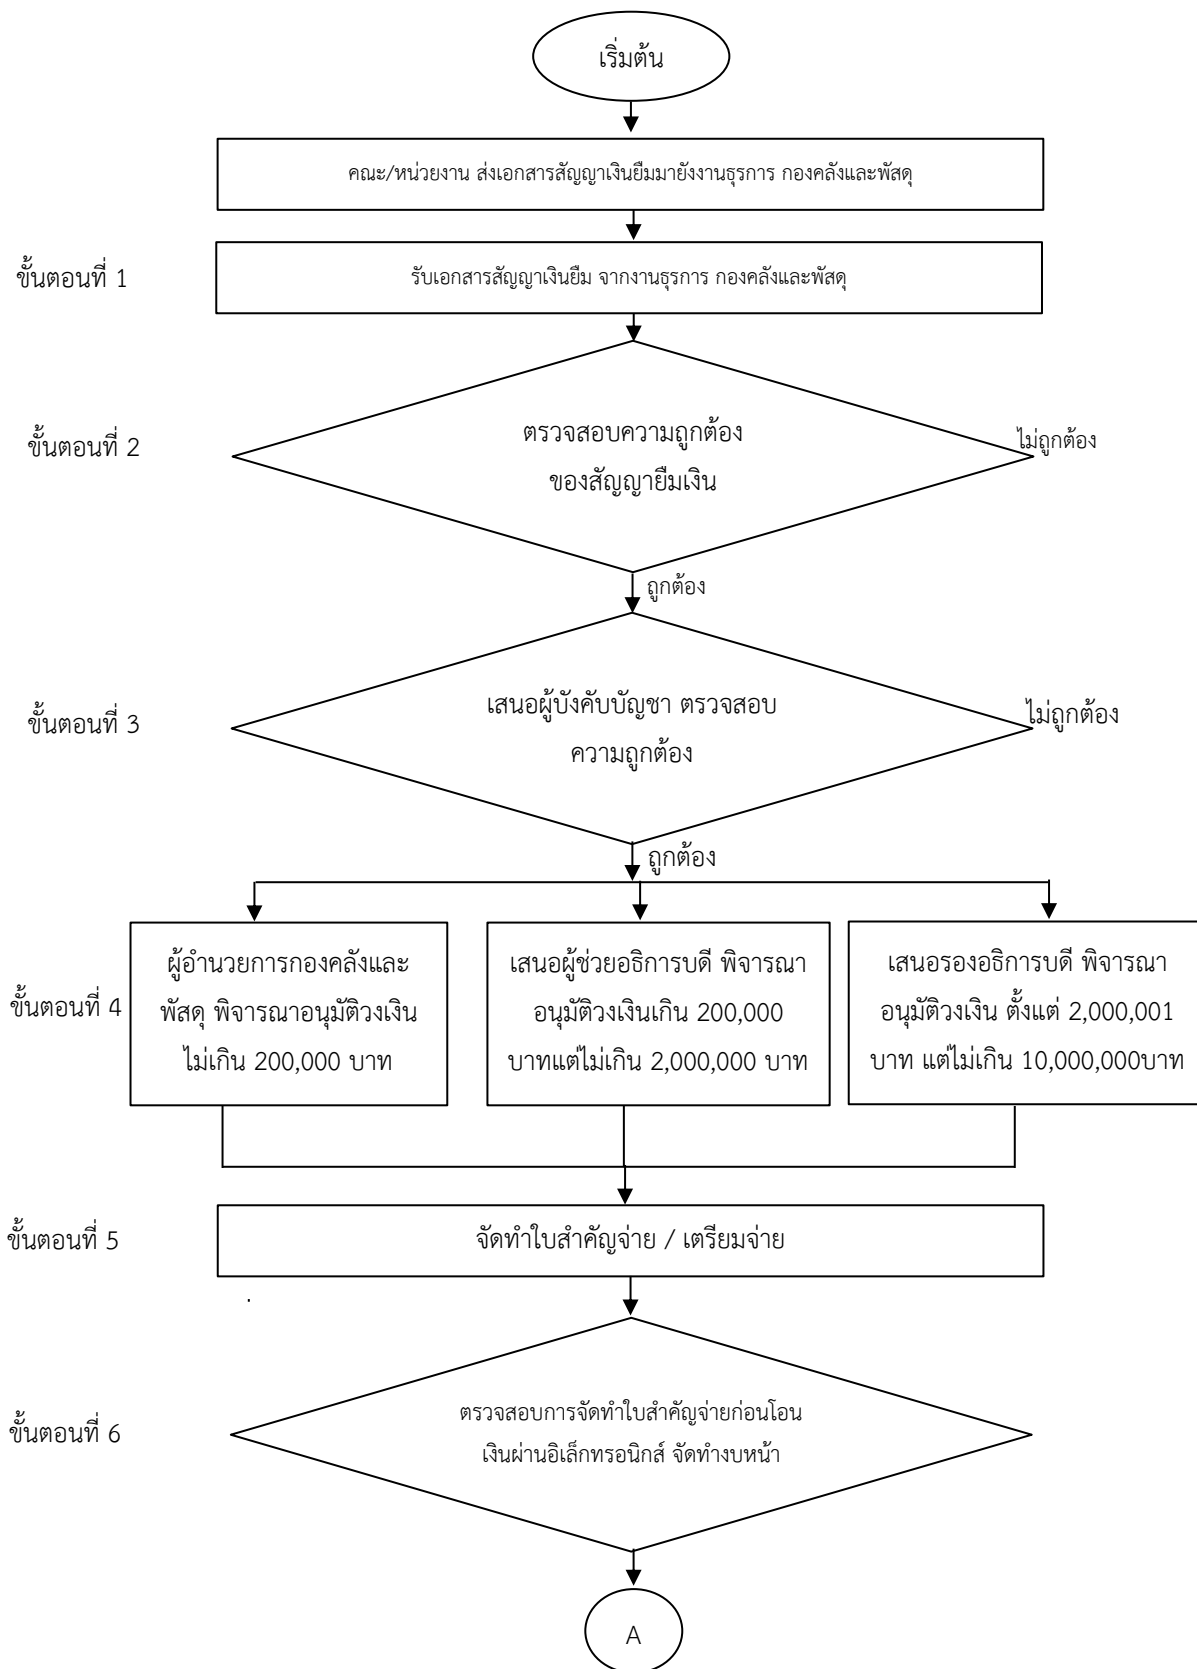 เริ่มต้น
คณะ/หน่วยงาน ส่งเอกสารสัญญาเงินยืมมายังงานธุรการ กองคลังและพัสดุ
ขั้นตอนที่ 1
รับเอกสารสัญญาเงินยืม จากงานธุรการ กองคลังและพัสดุ
ขั้นตอนที่ 2
ตรวจสอบความถูกต้อง
ของสัญญายืมเงิน
ไม่ถูกต้อง
ถูกต้อง
ขั้นตอนที่ 3
เสนอผู้บังคับบัญชา ตรวจสอบ
ความถูกต้อง
ไม่ถูกต้อง
ถูกต้อง
ขั้นตอนที่ 4
ผู้อำนวยการกองคลังและ
พัสดุ พิจารณาอนุมัติวงเงิน
ไม่เกิน 200,000 บาท
เสนอผู้ช่วยอธิการบดี พิจารณา
อนุมัติวงเงินเกิน 200,000
บาทแต่ไม่เกิน 2,000,000 บาท
เสนอรองอธิการบดี พิจารณา
อนุมัติวงเงิน ตั้งแต่ 2,000,001
บาท แต่ไม่เกิน 10,000,000บาท
ขั้นตอนที่ 5
จัดทำใบสำคัญจ่าย / เตรียมจ่าย
.
ขั้นตอนที่ 6
ตรวจสอบการจัดทำใบสำคัญจ่ายก่อนโอน
เงินผ่านอิเล็กทรอนิกส์ จัดทำงบหน้า
A